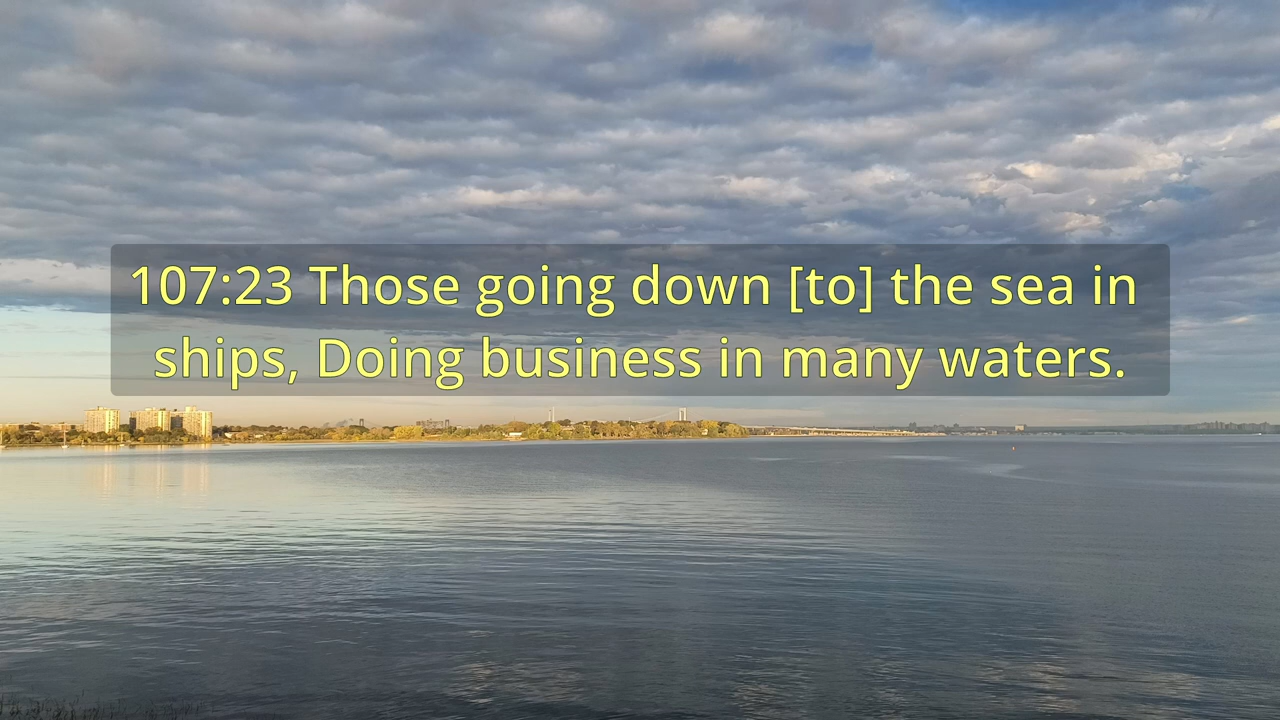 107:23 Those going down [to] the sea in
ships, Doing business in many waters.